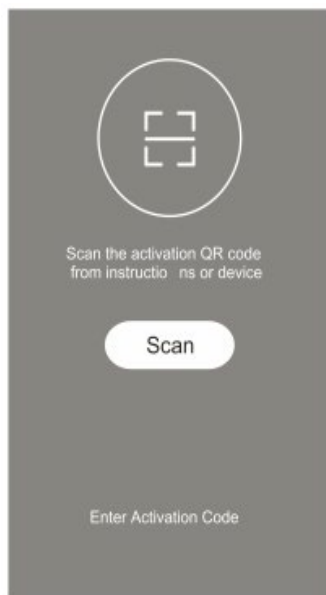 Scan the activation QR code
from instructio ns or device
Scan
Enter Activation Code